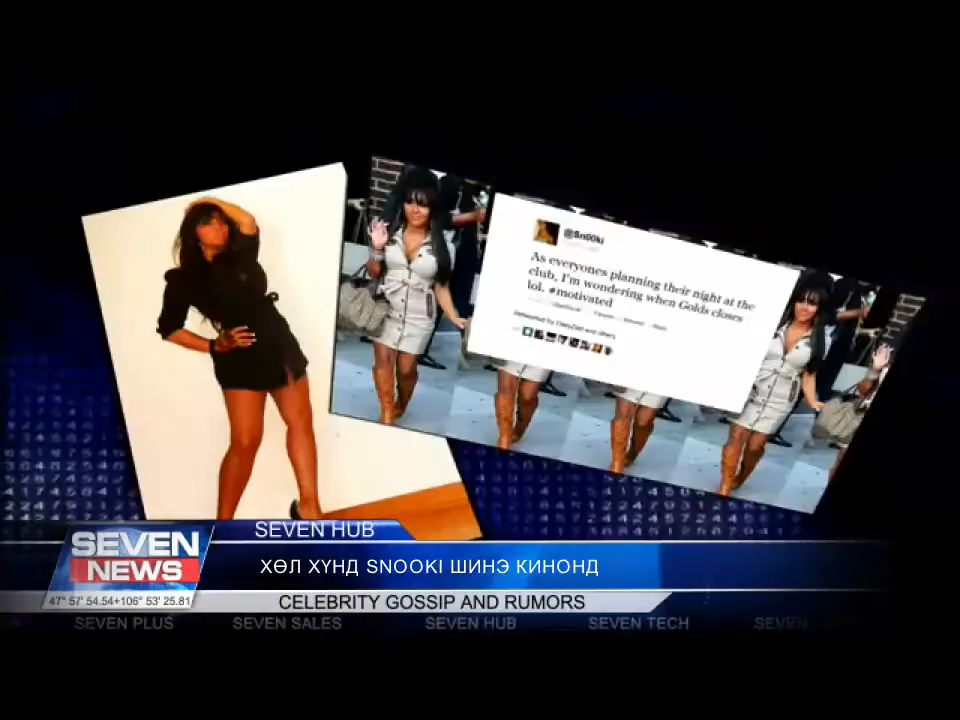 @Sn00ki
As everyones planning their night at the
club, I'm wondering when Golds closes
lol. #motivated
SEVEN HUB
SEVEN
NEWS
ХӨЛ ХҮНД SNOOKI ШИНЭ КИНОНД
47° 57' 54.54+106° 53' 25.81
CELEBRITY GOSSIP AND RUMORS
SEVEN PLUS SEVEN SALES SEVEN HUB SEVEN TECH SEVEN